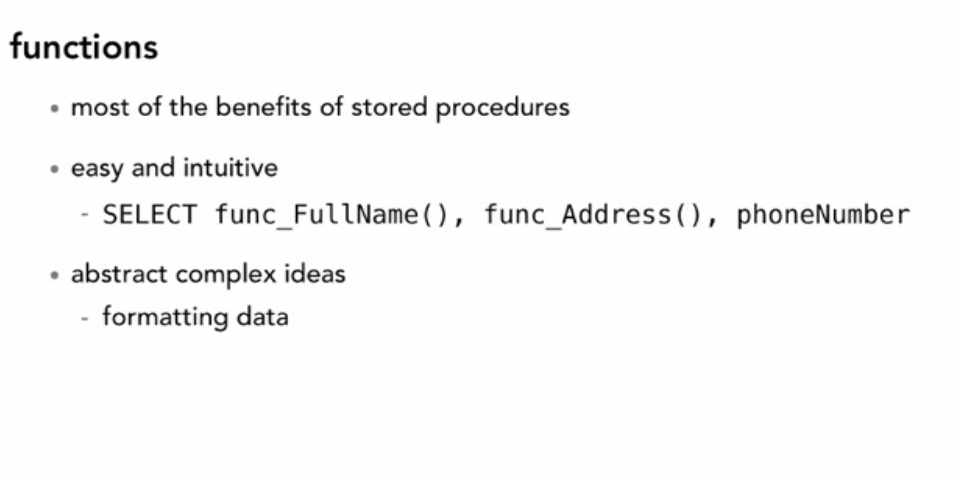 functions
• most of the benefits of stored procedures
• easy and intuitive
- SELECT func_FullName(), func_Address(), phoneNumber
• abstract complex ideas
- formatting data